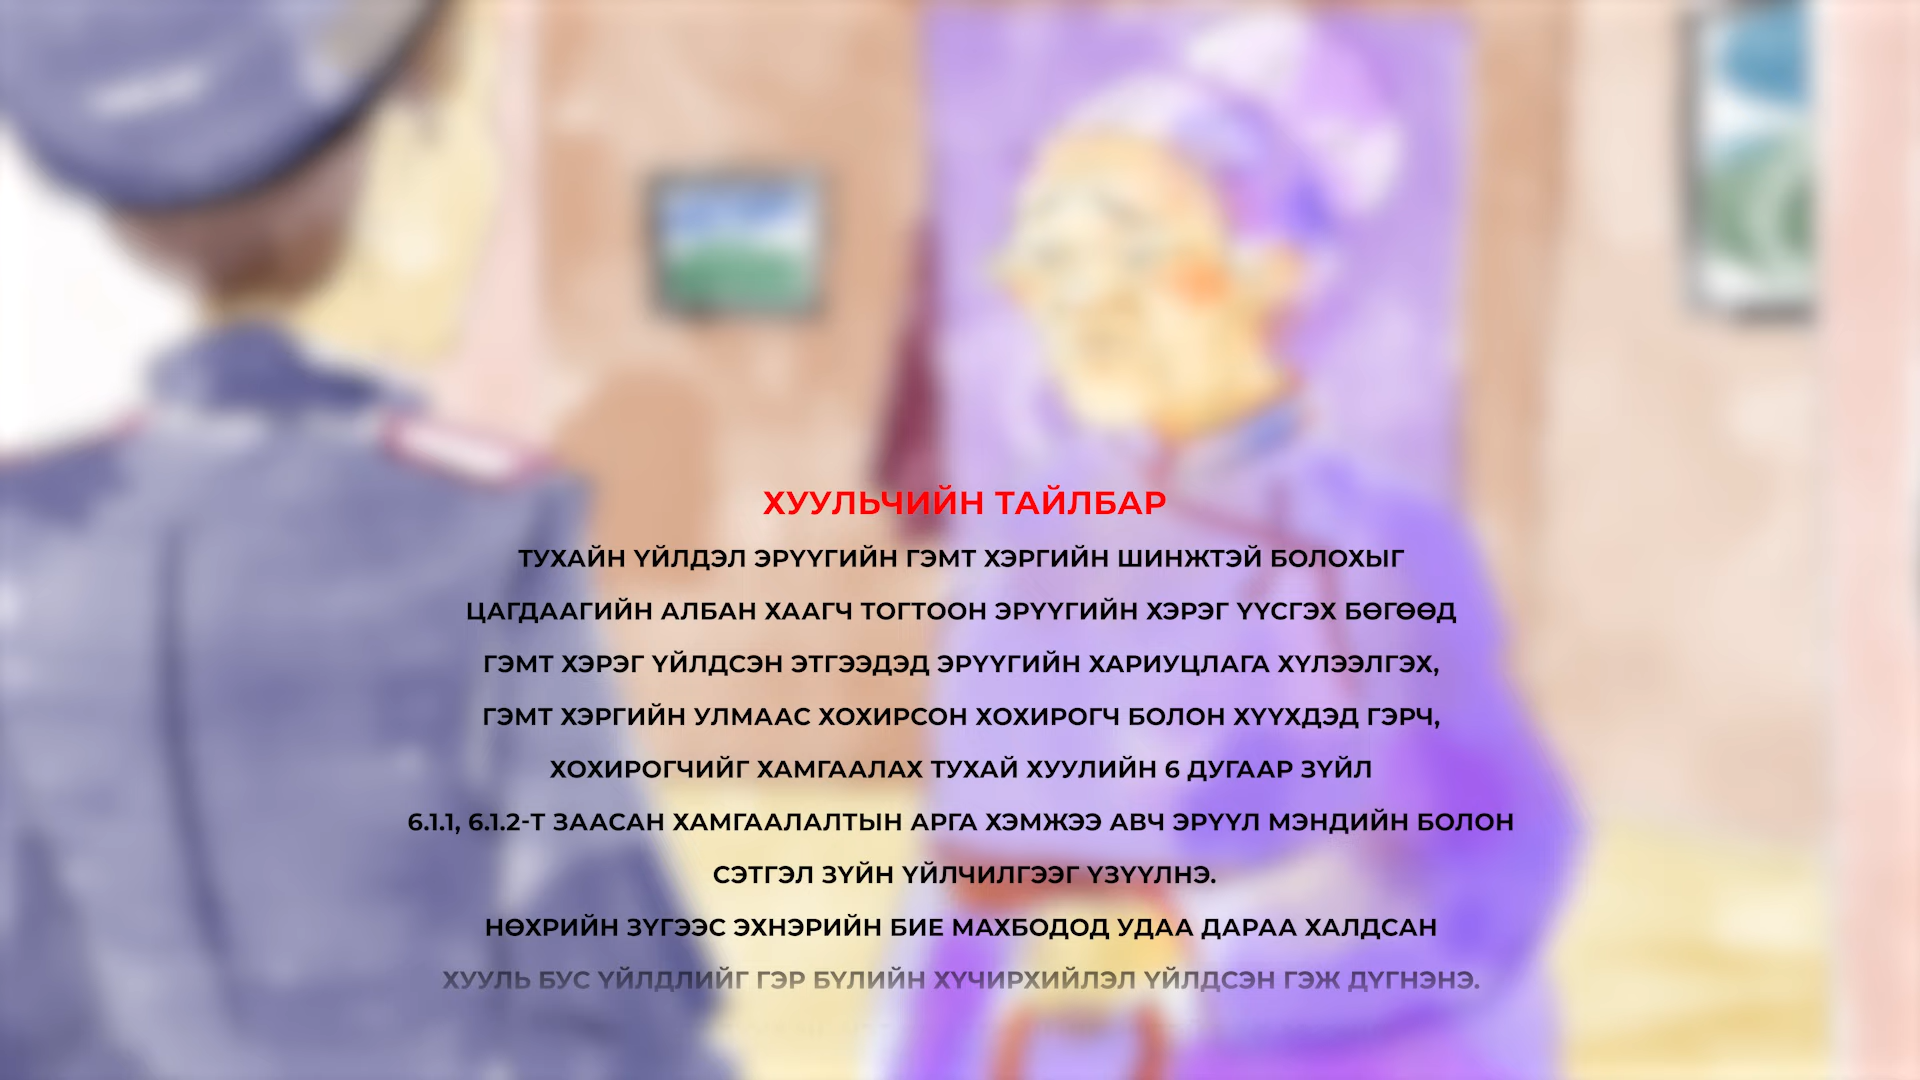 ХУУЛЬЧИЙН ТАЙЛБАР
ТУХАЙН ҮЙЛДЭЛ ЭРҮҮГИЙН ГЭМТ ХЭРГИЙН ШИНЖТЭЙ БОЛОХЫГ
ЦАГДААГИЙН АЛБАН ХААГЧ ТОГТООН ЭРҮҮГИЙН ХЭРЭГ ҮҮСГЭХ БӨГӨӨД
ГЭМТ ХЭРЭГ ҮЙЛДСЭН ЭТГЭЭДЭД ЭРҮҮГИЙН ХАРИУЦЛАГА ХҮЛЭЭЛГЭХ,
ГЭМТ ХЭРГИЙН УЛМААС ХОХИРСОН ХОХИРОГЧ БОЛОН ХҮҮХДЭД ГЭРЧ,
ХОХИРОГЧИЙГ ХАМГААЛАХ ТУХАЙ ХУУЛИЙН 6 ДУГААР ЗҮЙЛ
6.1.1, 6.1.2-Т ЗААСАН ХАМГААЛАЛТЫН АРГА ХЭМЖЭЭ АВЧ ЭРҮҮЛ МЭНДИЙН БОЛОН
СЭТГЭЛ ЗҮЙН ҮЙЛЧИЛГЭЭГ ҮЗҮҮЛНЭ.
НӨХРИЙН ЗҮГЭЭС ЭХНЭРИЙН БИЕ МАХБОДОД УДАА ДАРАА ХАЛДСАН
ХУУЛЬ БУС ҮЙЛДЛИЙГ ГЭР БҮЛИЙН ХҮЧИРХИЙЛЭЛ ҮЙЛДСЭН ГЭЖ ДҮГНЭНЭ.